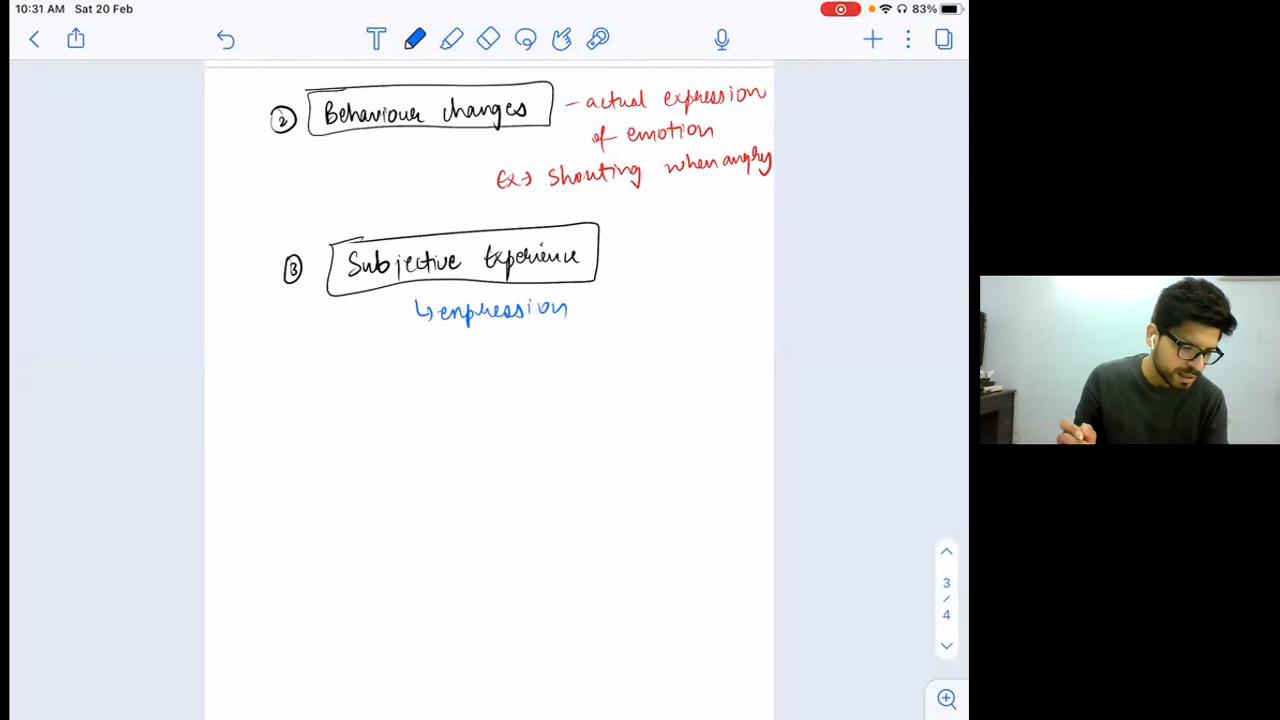 10:31 AM Sat 20 Feb
83%
② Behaviour changes – actual expression
of emotion
Ex → shouting when angry
③ Subjective Experience
↳ enpression
3
/
4